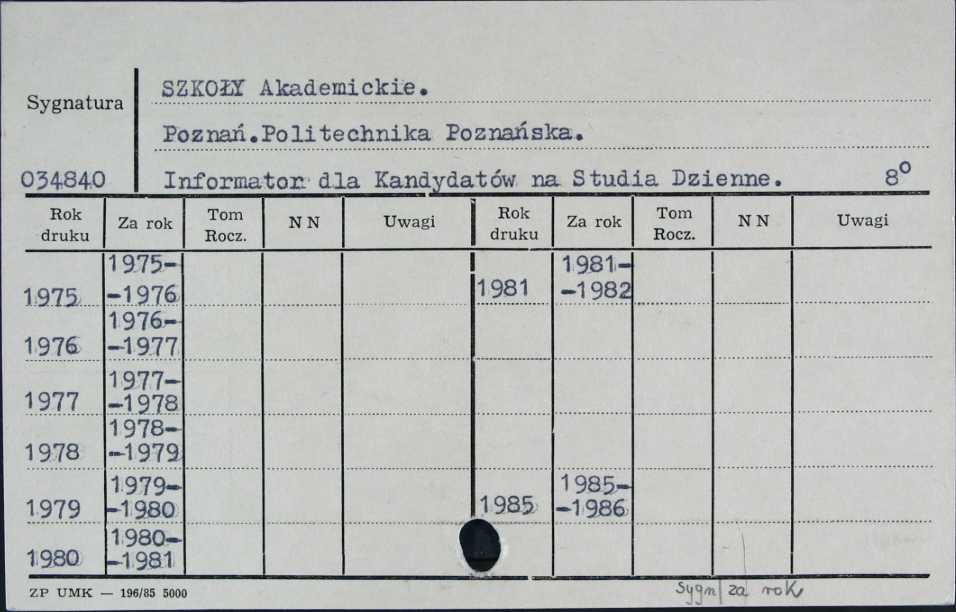 SZKOŁY Akademickie.
Sygnatura
Poznań.Politechnika Poznańska.
034840 Informator dla Kandydatów na Studia Dzienne. 8º
Rok druku Za rok Tom Rocz. N N Uwagi Rok druku Za rok Tom Rocz. N N Uwagi
1975 1975-
-1976
1981 1981-
-1982
1976 1976-
-1977
1977 1977-
-1978
1978 1978-
-1979
1979 1979-
-1980
1985 1985-
-1986
1980 1980-
-1981
ZP UMK — 196/85 5000
sygn/ za rok